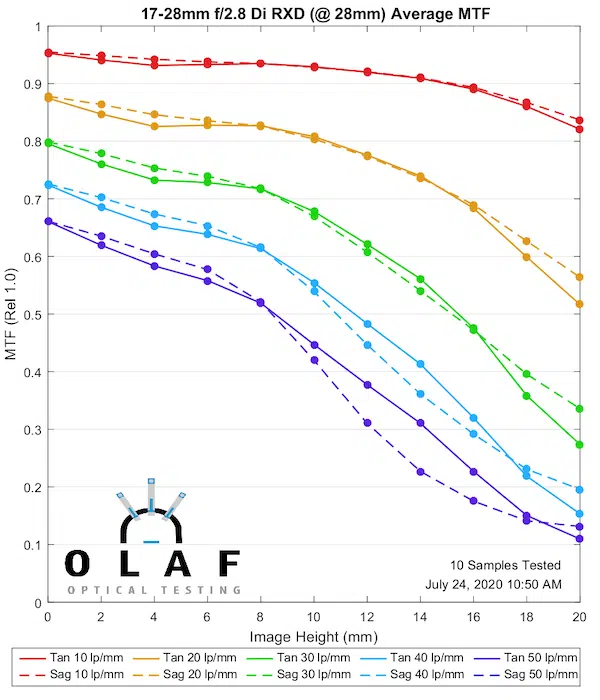 17-28mm f/2.8 Di RXD (@ 28mm) Average MTF
1
0.9
0.8
0.7
0.6
0.5
0.4
0.3
0.2
0.1
0
MTF (Rel 1.0)
OLAF
OPTICAL TESTING
10 Samples Tested
July 24, 2020 10:50 AM
0 2 4 6 8 10 12 14 16 18 20
Image Height (mm)
Tan 10 lp/mm Tan 20 lp/mm Tan 30 lp/mm Tan 40 lp/mm Tan 50 lp/mm
Sag 10 lp/mm Sag 20 lp/mm Sag 30 lp/mm Sag 40 lp/mm Sag 50 lp/mm